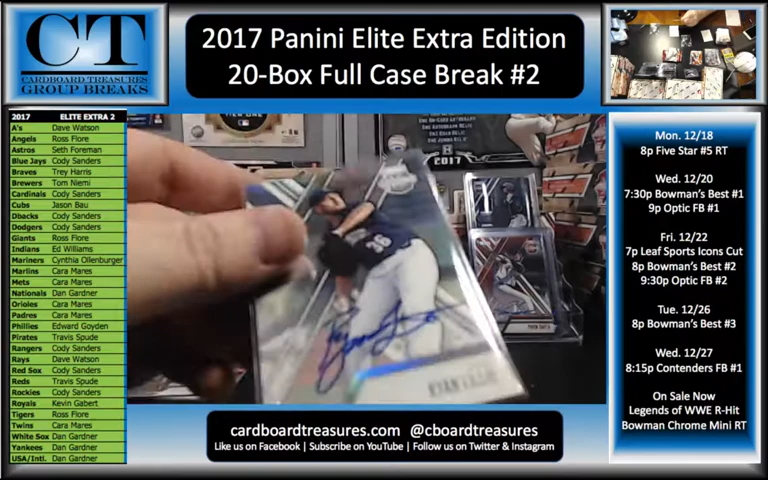 CT
CARDBOARD TREASURES
GROUP BREAKS
2017 Panini Elite Extra Edition
20-Box Full Case Break #2
2017 ELITE EXTRA 2
A's Dave Watson
Angels Ross Flore
Astros Seth Foreman
Blue Jays Cody Sanders
Braves Trey Harris
Brewers Tom Niemi
Cardinals Cody Sanders
Cubs Jason Bau
Dbacks Cody Sanders
Dodgers Cody Sanders
Giants Ross Flore
Indians Ed Williams
Mariners Cynthia Ollenburger
Marlins Cara Mares
Mets Cara Mares
Nationals Dan Gardner
Orioles Cara Mares
Padres Cara Mares
Phillies Edward Goyden
Pirates Travis Spude
Rangers Cody Sanders
Rays Dave Watson
Red Sox Cody Sanders
Reds Travis Spude
Rockies Cody Sanders
Royals Kevin Gabert
Tigers Ross Flore
Twins Cara Mares
White Sox Dan Gardner
Yankees Dan Gardner
USA/Intl. Dan Gardner
2017
36
RYAN
Mon. 12/18
8p Five Star #5 RT
Wed. 12/20
7:30p Bowman's Best #1
9p Optic FB #1
Fri. 12/22
7p Leaf Sports Icons Cut
8p Bowman's Best #2
9:30p Optic FB #2
Tue. 12/26
8p Bowman's Best #3
Wed. 12/27
8:15p Contenders FB #1
On Sale Now
Legends of WWE R-Hit
Bowman Chrome Mini RT
cardboardtreasures.com @cboardtreasures
Like us on Facebook | Subscribe on YouTube | Follow us on Twitter & Instagram